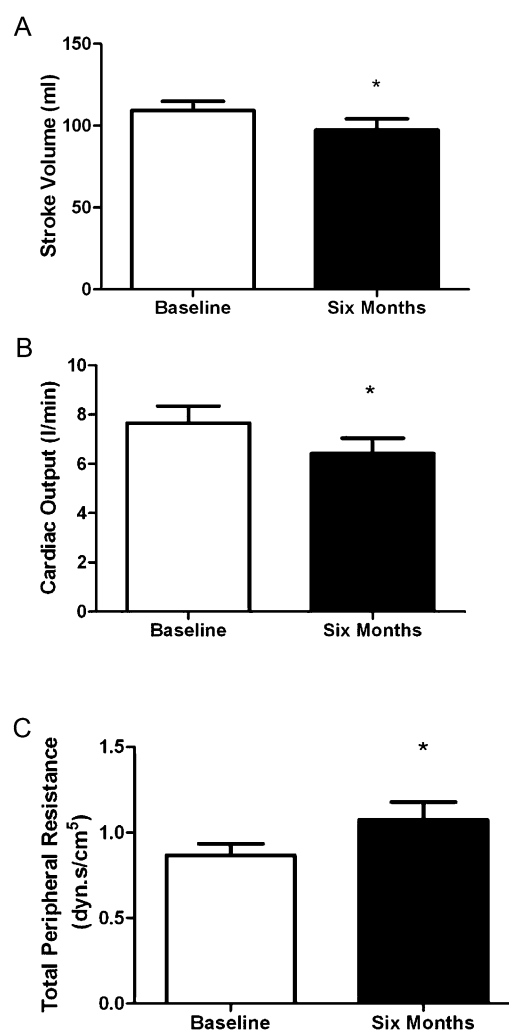 A
Stroke Volume (ml)
150
100
50
0
*
Baseline
Six Months
B
Cardiac Output (l/min)
10
8
6
4
2
0
*
Baseline
Six Months
C
Total Peripheral Resistance
(dyn.s/cm⁵)
1.5
1.0
0.5
0.0
*
Baseline
Six Months